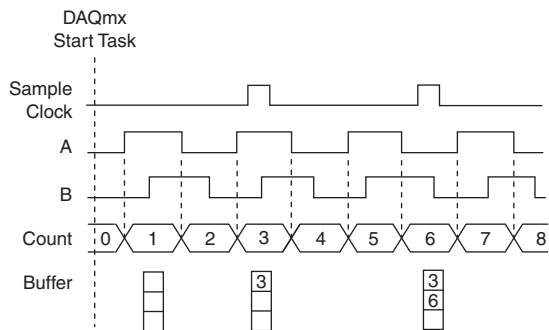 DAQmx
Start Task
Sample
Clock
A
B
Count 0 1 2 3 4 5 6 7 8
Buffer 3 3
6